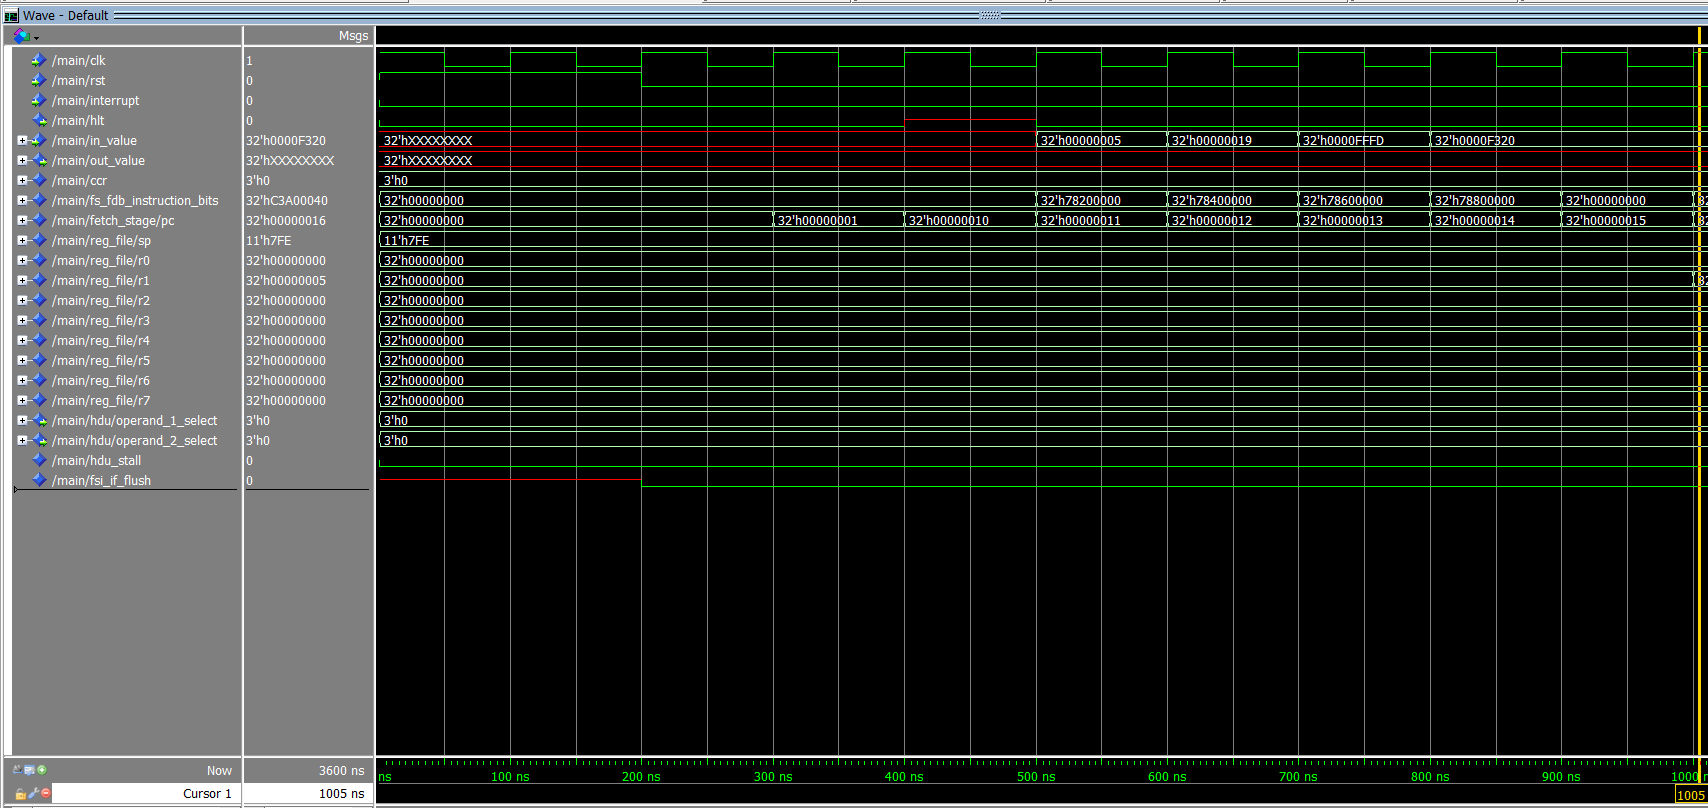 Wave - Default
Msgs
/main/clk 1
/main/rst 0
/main/interrupt 0
/main/hlt 0
/main/in_value 32'h0000F320 32'hXXXXXXXX 32'h00000005 32'h00000019 32'h0000FFFD 32'h0000F320
/main/out_value 32'hXXXXXXXX 32'hXXXXXXXX
/main/ccr 3'h0 3'h0
/main/fs_fdb_instruction_bits 32'hC3A00040 32'h00000000 32'h78200000 32'h78400000 32'h78600000 32'h78800000 32'h00000000
/main/fetch_stage/pc 32'h00000016 32'h00000000 32'h00000001 32'h00000010 32'h00000011 32'h00000012 32'h00000013 32'h00000014 32'h00000015
/main/reg_file/sp 11'h7FE 11'h7FE
/main/reg_file/r0 32'h00000000 32'h00000000
/main/reg_file/r1 32'h00000005 32'h00000000
/main/reg_file/r2 32'h00000000 32'h00000000
/main/reg_file/r3 32'h00000000 32'h00000000
/main/reg_file/r4 32'h00000000 32'h00000000
/main/reg_file/r5 32'h00000000 32'h00000000
/main/reg_file/r6 32'h00000000 32'h00000000
/main/reg_file/r7 32'h00000000 32'h00000000
/main/hdu/operand_1_select 3'h0 3'h0
/main/hdu/operand_2_select 3'h0 3'h0
/main/hdu_stall 0
/main/fsi_if_flush 0
Now 3600 ns ns 100 ns 200 ns 300 ns 400 ns 500 ns 600 ns 700 ns 800 ns 900 ns 1000
Cursor 1 1005 ns 1005